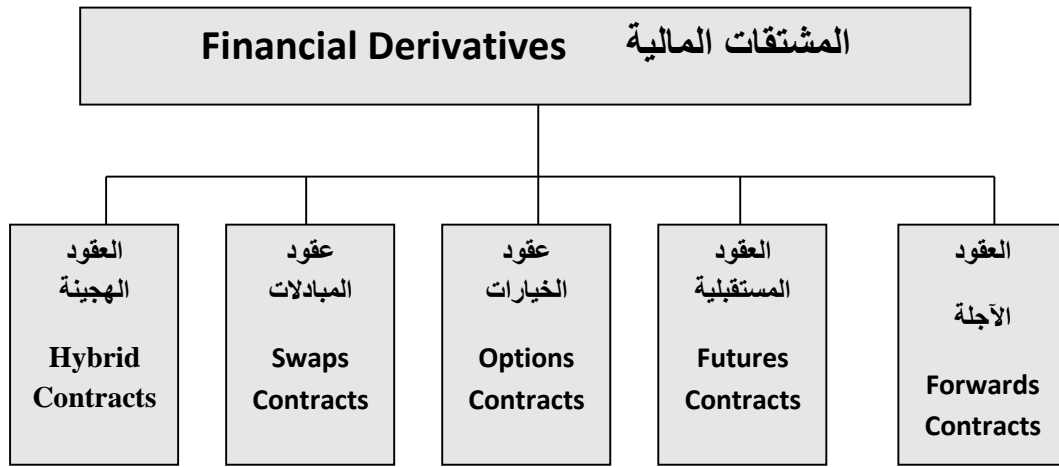 Financial Derivatives المشتقات المالية
العقود
الهجينة
Hybrid
Contracts
عقود
المبادلات
Swaps
Contracts
عقود
الخيارات
Options
Contracts
العقود
المستقبلية
Futures
Contracts
العقود
الآجلة
Forwards
Contracts